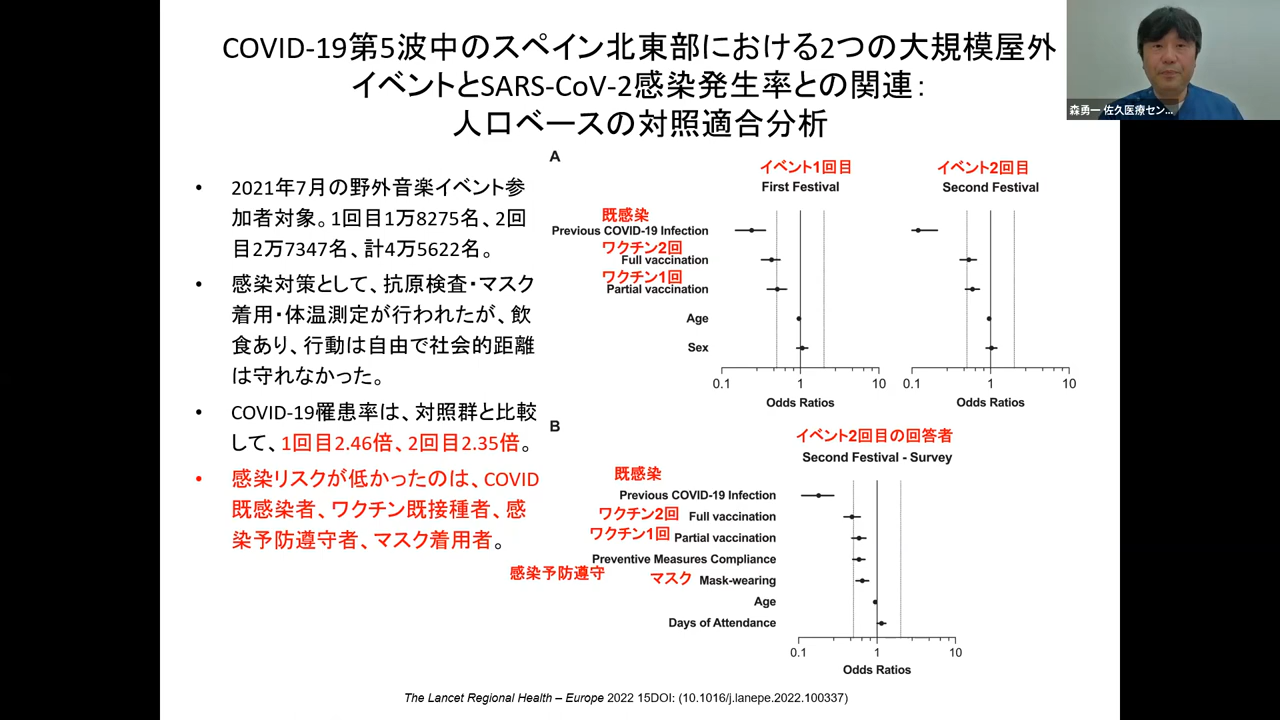 COVID-19第5波中のスペイン北東部における2つの大規模屋外
イベントとSARS-CoV-2感染発生率との関連：
人口ベースの対照適合分析
森勇一 佐久医療セン...
• 2021年7月の野外音楽イベント参
加者対象。1回目1万8275名、2回
目2万7347名、計4万5622名。
• 感染対策として、抗原検査・マスク
着用・体温測定が行われたが、飲
食あり、行動は自由で社会的距離
は守れなかった。
• COVID-19罹患率は、対照群と比較
して、1回目2.46倍、2回目2.35倍。
• 感染リスクが低かったのは、COVID
既感染者、ワクチン既接種者、感
染予防遵守者、マスク着用者。
A
イベント1回目
First Festival
イベント2回目
Second Festival
既感染
Previous COVID-19 Infection
ワクチン2回
Full vaccination
ワクチン1回
Partial vaccination
Age
Sex
0.1 1 10
Odds Ratios
0.1 1 10
Odds Ratios
B
イベント2回目の回答者
Second Festival - Survey
既感染
Previous COVID-19 Infection
ワクチン2回 Full vaccination
ワクチン1回 Partial vaccination
Preventive Measures Compliance
感染予防遵守
マスク Mask-wearing
Age
Days of Attendance
0.1 1 10
Odds Ratios
The Lancet Regional Health – Europe 2022 15DOI: (10.1016/j.lanepe.2022.100337)